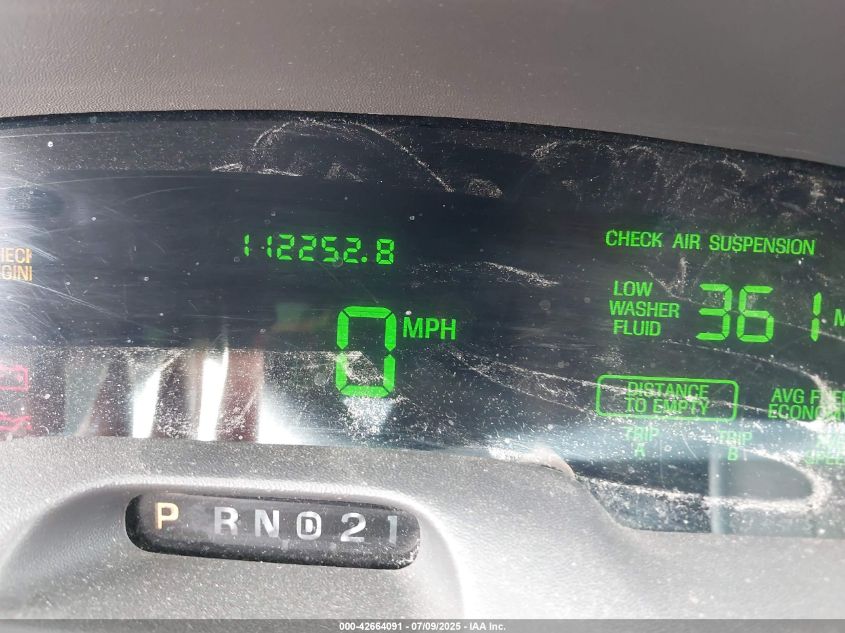 112252.8
CHECK AIR SUSPENSION
LOW
WASHER
FLUID
361
0 MPH
DISTANCE
TO EMPTY
AVG
TRIP
A
TRIP
B
P R N D 2 1
000-42664091 - 07/09/2025 - IAA Inc.